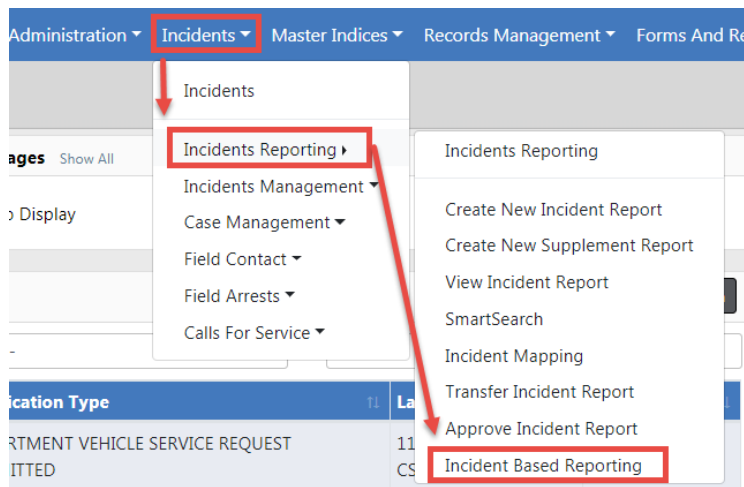 Administration Incidents Master Indices Records Management Forms And Re
Incidents
Incidents Reporting
Incidents Management
Case Management
Field Contact
Field Arrests
Calls For Service
Incidents Reporting
Create New Incident Report
Create New Supplement Report
View Incident Report
SmartSearch
Incident Mapping
Transfer Incident Report
Approve Incident Report
Incident Based Reporting
ages Show All
o Display
-
ication Type La
RTMENT VEHICLE SERVICE REQUEST 11
ITTED CS